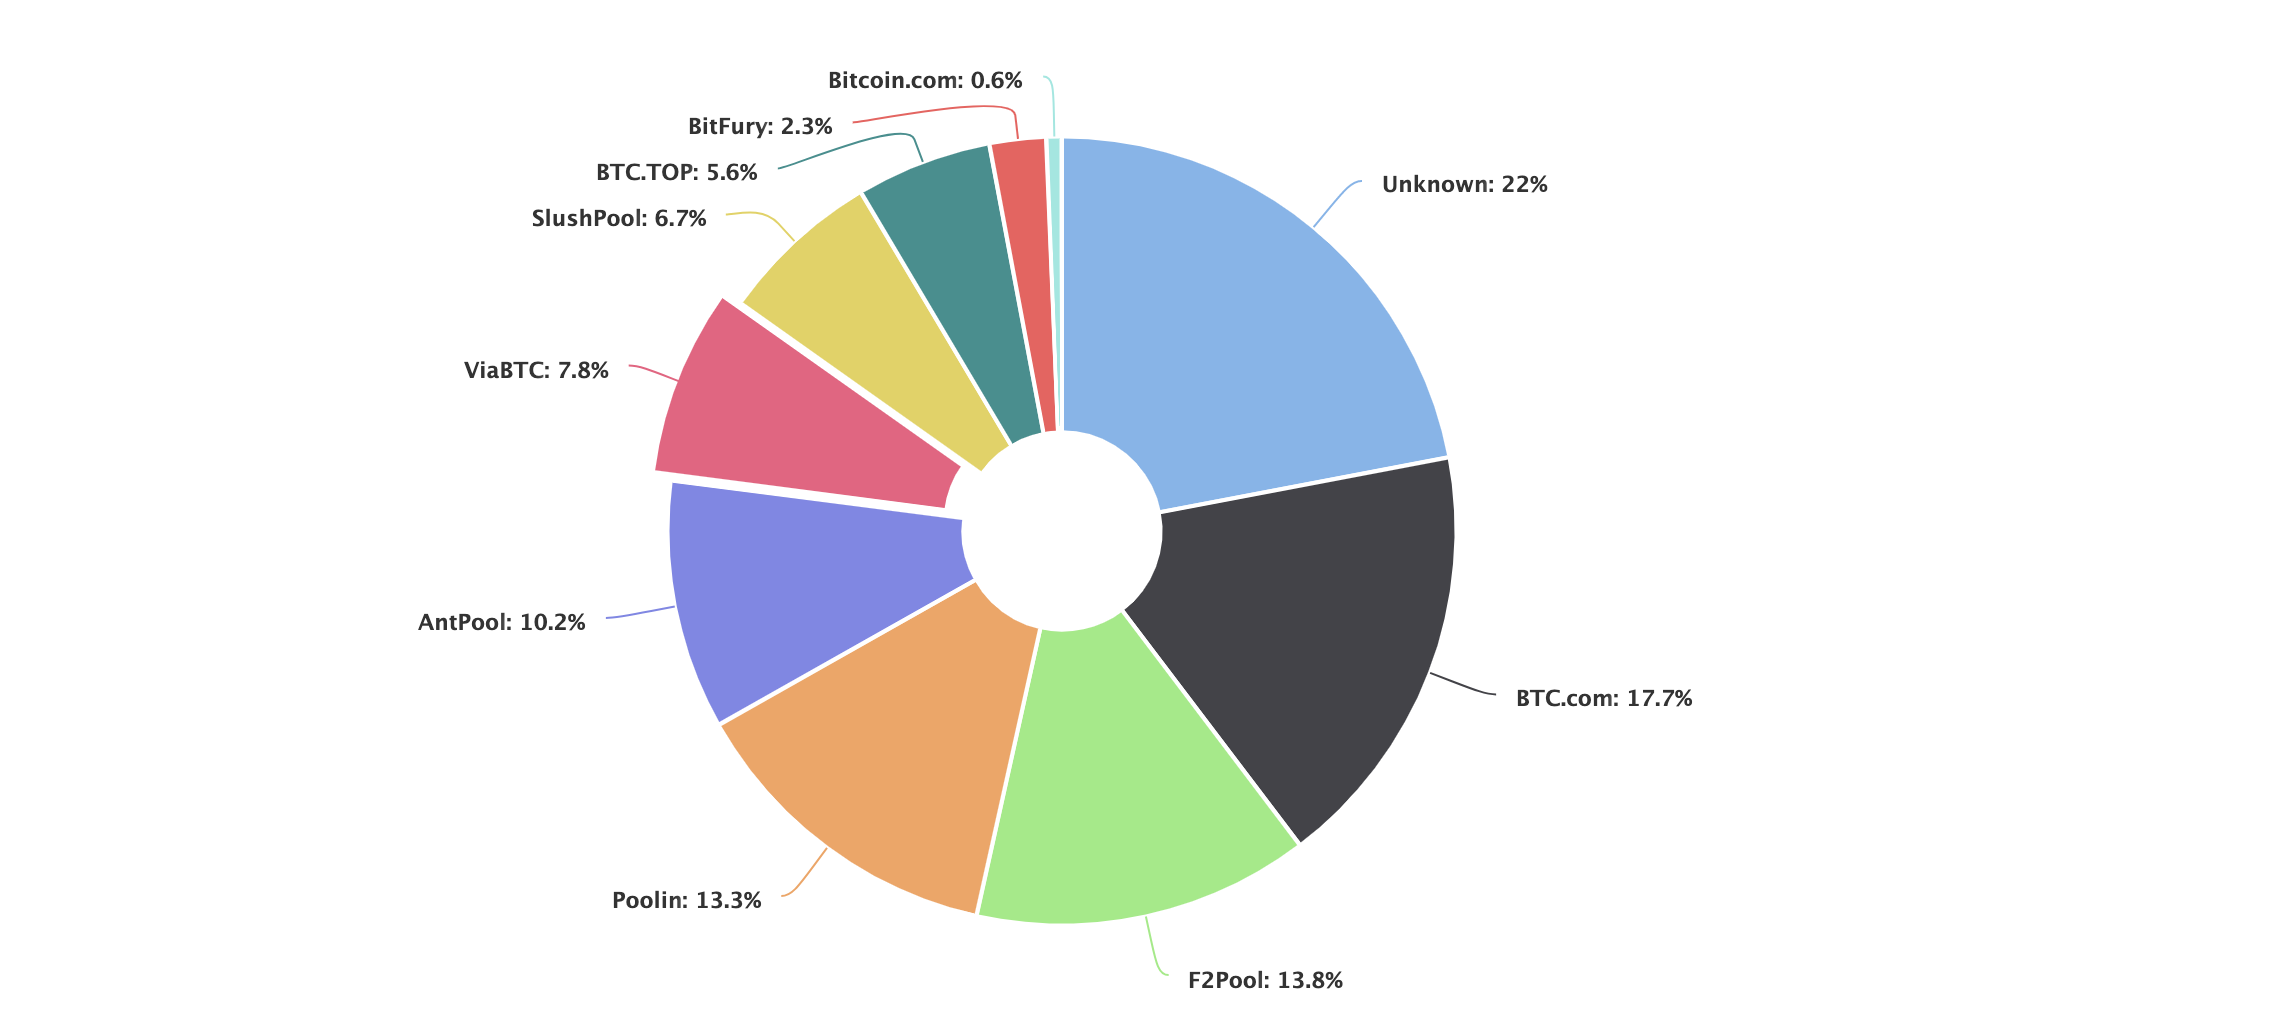 Bitcoin.com: 0.6%
BitFury: 2.3%
BTC.TOP: 5.6%
Unknown: 22%
SlushPool: 6.7%
ViaBTC: 7.8%
AntPool: 10.2%
BTC.com: 17.7%
Poolin: 13.3%
F2Pool: 13.8%